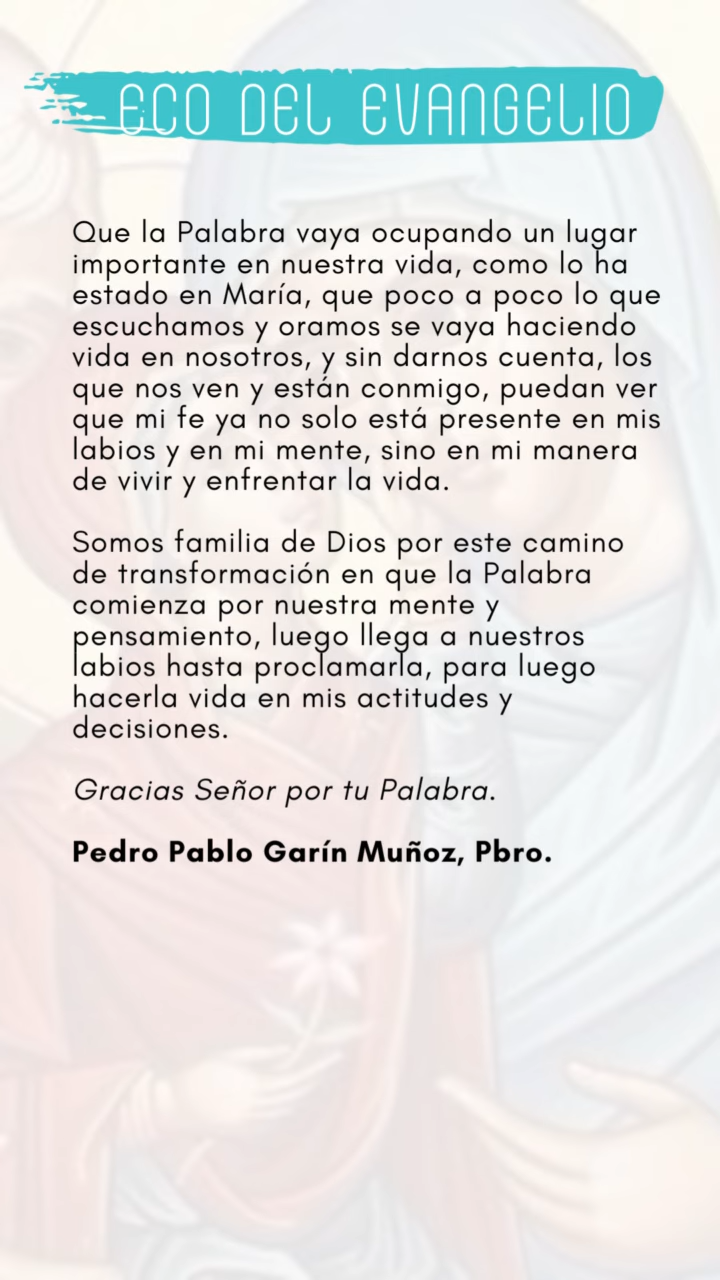 ECO DEL EVANGELIO
Que la Palabra vaya ocupando un lugar
importante en nuestra vida, como lo ha
estado en María, que poco a poco lo que
escuchamos y oramos se vaya haciendo
vida en nosotros, y sin darnos cuenta, los
que nos ven y están conmigo, puedan ver
que mi fe ya no solo está presente en mis
labios y en mi mente, sino en mi manera
de vivir y enfrentar la vida.
Somos familia de Dios por este camino
de transformación en que la Palabra
comienza por nuestra mente y
pensamiento, luego llega a nuestros
labios hasta proclamarla, para luego
hacerla vida en mis actitudes y
decisiones.
Gracias Señor por tu Palabra.
Pedro Pablo Garín Muñoz, Pbro.